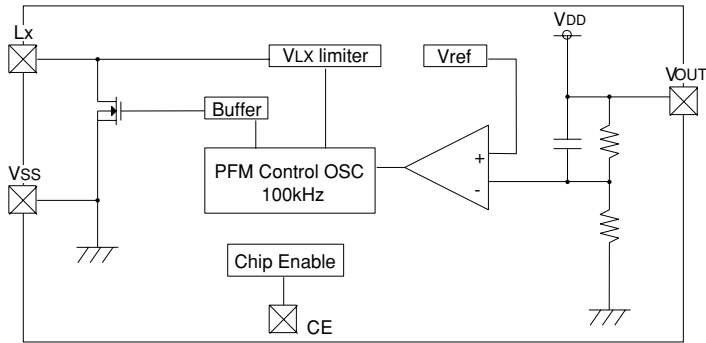 Lx
VLX limiter
Vref
VDD
VOUT
Buffer
VSS
PFM Control OSC
100kHz
+
-
Chip Enable
CE